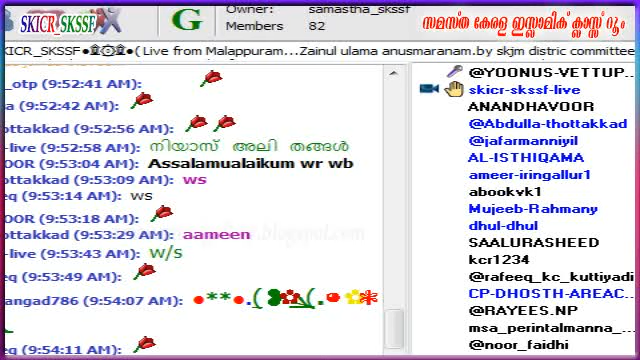 SKICR_SKSSF
G
Owner: samastha_skssf
Members 82
സമസ്ത കേരള ഇസ്ലാമിക് ക്ലാസ്സ് റൂം
KICR_SKSSF●۩۞۩●( Live from Malappuram...Zainul ulama anusmaranam.by skjm distric committee
_otp (9:52:41 AM):
a (9:52:42 AM):
ottakkad (9:52:56 AM):
-live (9:52:58 AM): നിയാസ് അലി തങ്ങൾ
OOR (9:53:04 AM): Assalamualaikum wr wb
ottakkad (9:53:09 AM): ws
eq (9:53:14 AM): ws
OOR (9:53:18 AM):
ottakkad (9:53:29 AM): aameen
-live (9:53:43 AM): w/s
eq (9:53:49 AM):
angad786 (9:54:07 AM): ●**●.(❥✿⁀(.●✿❃
eq (9:54:11 AM):
@YOONUS-VETTUP...
skicr-skssf-live
ANANDHAVOOR
@Abdulla-thottakkad
@jafarmanniyil
AL-ISTHIQAMA
ameer-iringallur1
abookvk1
Mujeeb-Rahmany
dhul-dhul
SAALURASHEED
kcr1234
@rafeeq_kc_kuttiyadi
CP-DHOSTH-AREAC...
@RAYEES.NP
msa_perintalmanna_...
@noor_faidhi